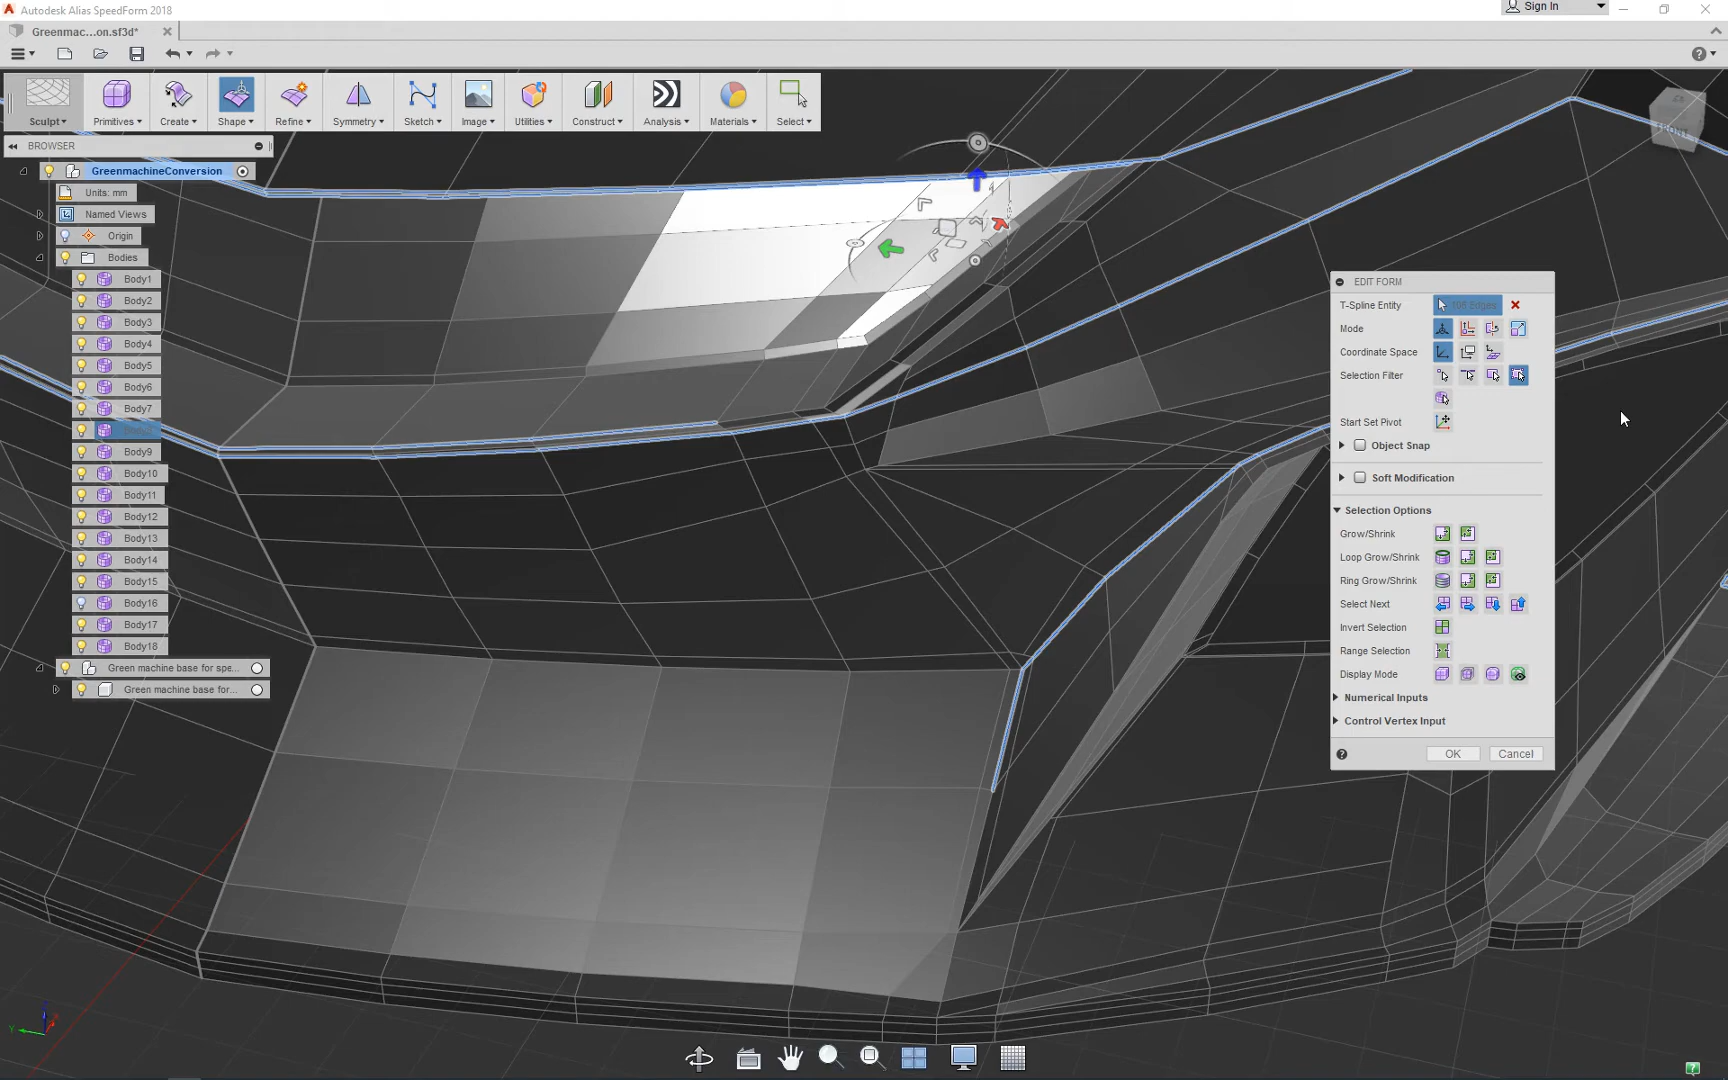 Autodesk Alias SpeedForm 2018
Sign In
Greenmac...on.sf3d*
Sculpt
Primitives
Create
Shape
Refine
Symmetry
Sketch
Image
Utilities
Construct
Analysis
Materials
Select
BROWSER
GreenmachineConversion
Units: mm
Named Views
Origin
Bodies
Body1
Body2
Body3
Body4
Body5
Body6
Body7
Body9
Body10
Body11
Body12
Body13
Body14
Body15
Body16
Body17
Body18
Green machine base for spe...
Green machine base for...
FRONT
EDIT FORM
T-Spline Entity
Mode
Coordinate Space
Selection Filter
Start Set Pivot
Object Snap
Soft Modification
Selection Options
Grow/Shrink
Loop Grow/Shrink
Ring Grow/Shrink
Select Next
Invert Selection
Range Selection
Display Mode
Numerical Inputs
Control Vertex Input
OK
Cancel